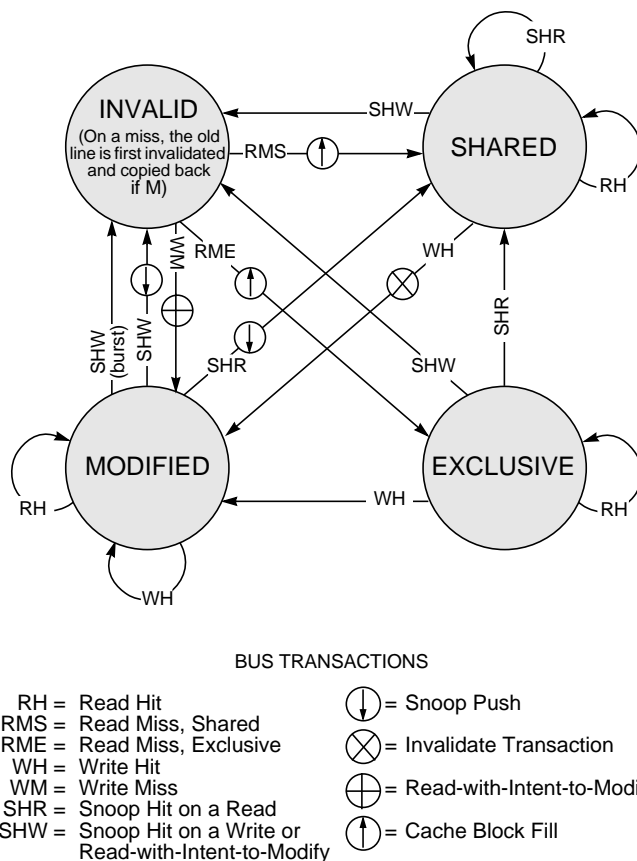 SHR
INVALID
(On a miss, the old
line is first invalidated
and copied back
if M)
SHW
RMS
SHARED
RH
WM
RME
WH
SHW
(burst)
SHW
SHR
SHW
SHR
MODIFIED
EXCLUSIVE
RH
WH
RH
WH
BUS TRANSACTIONS
RH = Read Hit
RMS = Read Miss, Shared
RME = Read Miss, Exclusive
WH = Write Hit
WM = Write Miss
SHR = Snoop Hit on a Read
SHW = Snoop Hit on a Write or
Read-with-Intent-to-Modify
= Snoop Push
= Invalidate Transaction
= Read-with-Intent-to-Modi
= Cache Block Fill